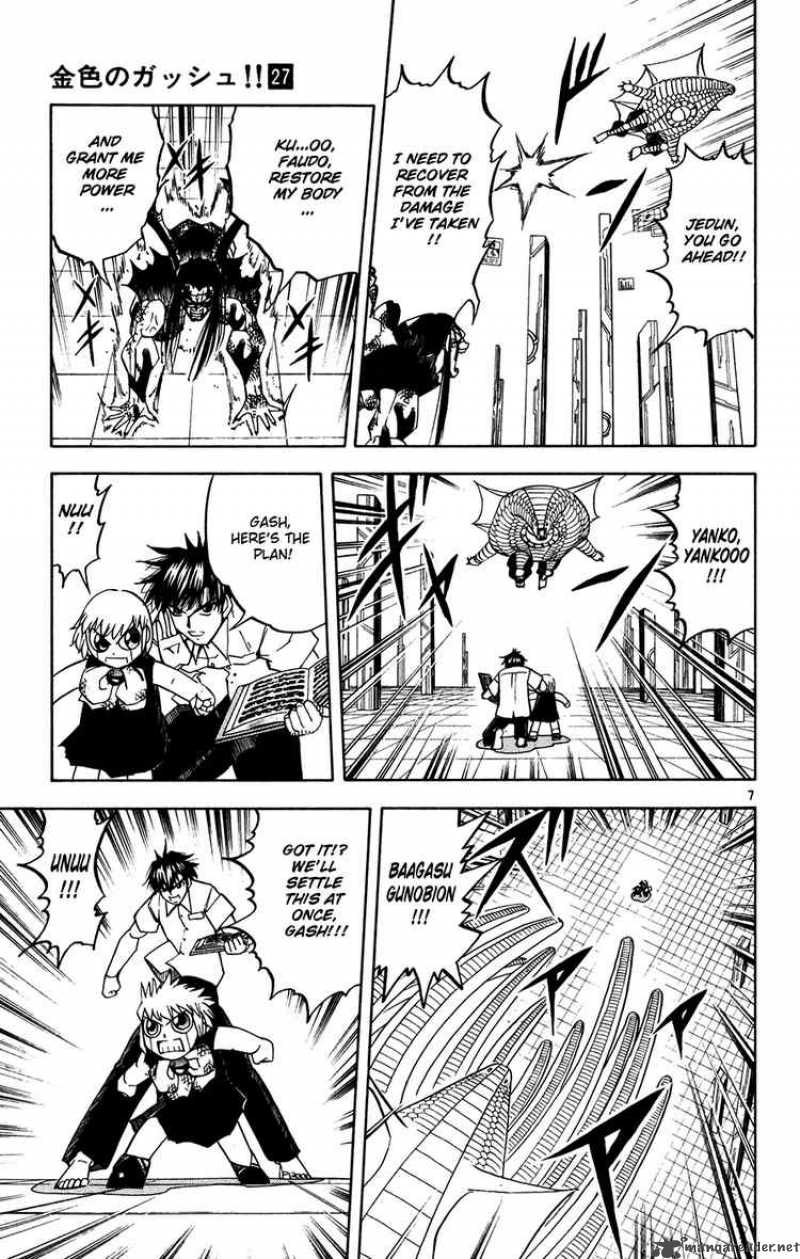 金色のガッシュ!! 27
JEDUN,
YOU GO
AHEAD!!
I NEED TO
RECOVER
FROM THE
DAMAGE
I'VE TAKEN
!!
KU...OO,
FAUDO,
RESTORE
MY BODY
...
AND
GRANT ME
MORE
POWER
...
YANKO,
YANKOOO
!!!
GASH,
HERE'S THE
PLAN!
NUU
!!
7
BAAGASU
GUNOBION
!!!
GOT IT!?
WE'LL
SETTLE
THIS AT
ONCE,
GASH!!!
UNUU
!!!
mangareader.net